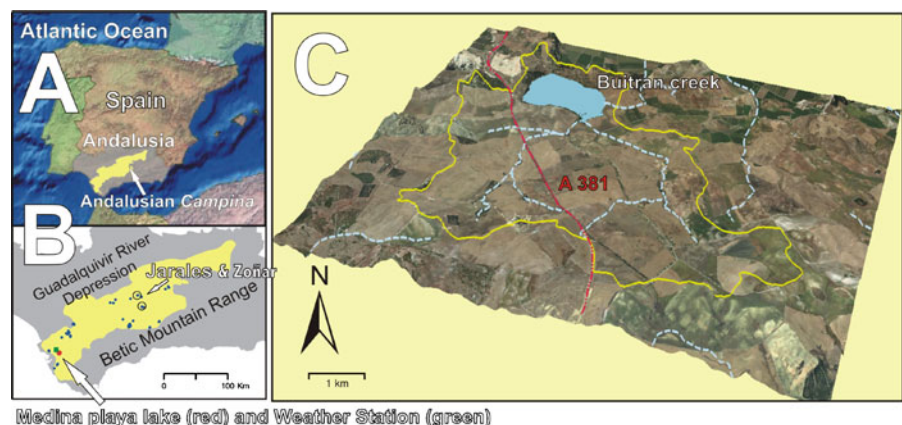 Atlantic Ocean
A
Spain
Andalusia
Andalusian Campina
B
Guadalquivir River
Depression
Jarales & Zoñar
Betic Mountain Range
0 100 Km
Medina playa lake (red) and Weather Station (green)
C
Buitran creek
A 381
N
1 km